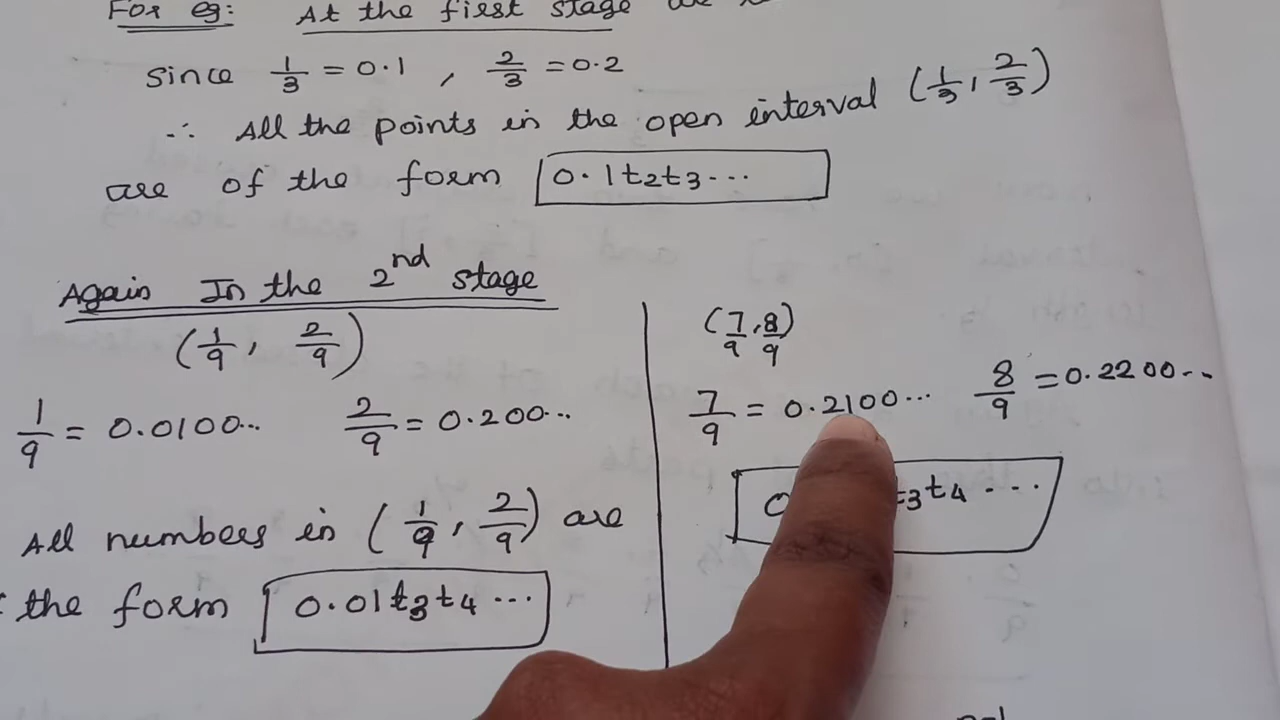 For eg: At the first stage we
since 1/3 = 0.1 , 2/3 = 0.2
∴ All the points in the open interval (1/3, 2/3)
are of the form 0.1t2t3...
Again In the 2nd stage
(1/9, 2/9)
1/9 = 0.0100... 2/9 = 0.200...
All numbers in (1/9, 2/9) are
the form 0.01t3t4...
(7/9, 8/9)
7/9 = 0.2100... 8/9 = 0.2200..
0 t3t4...